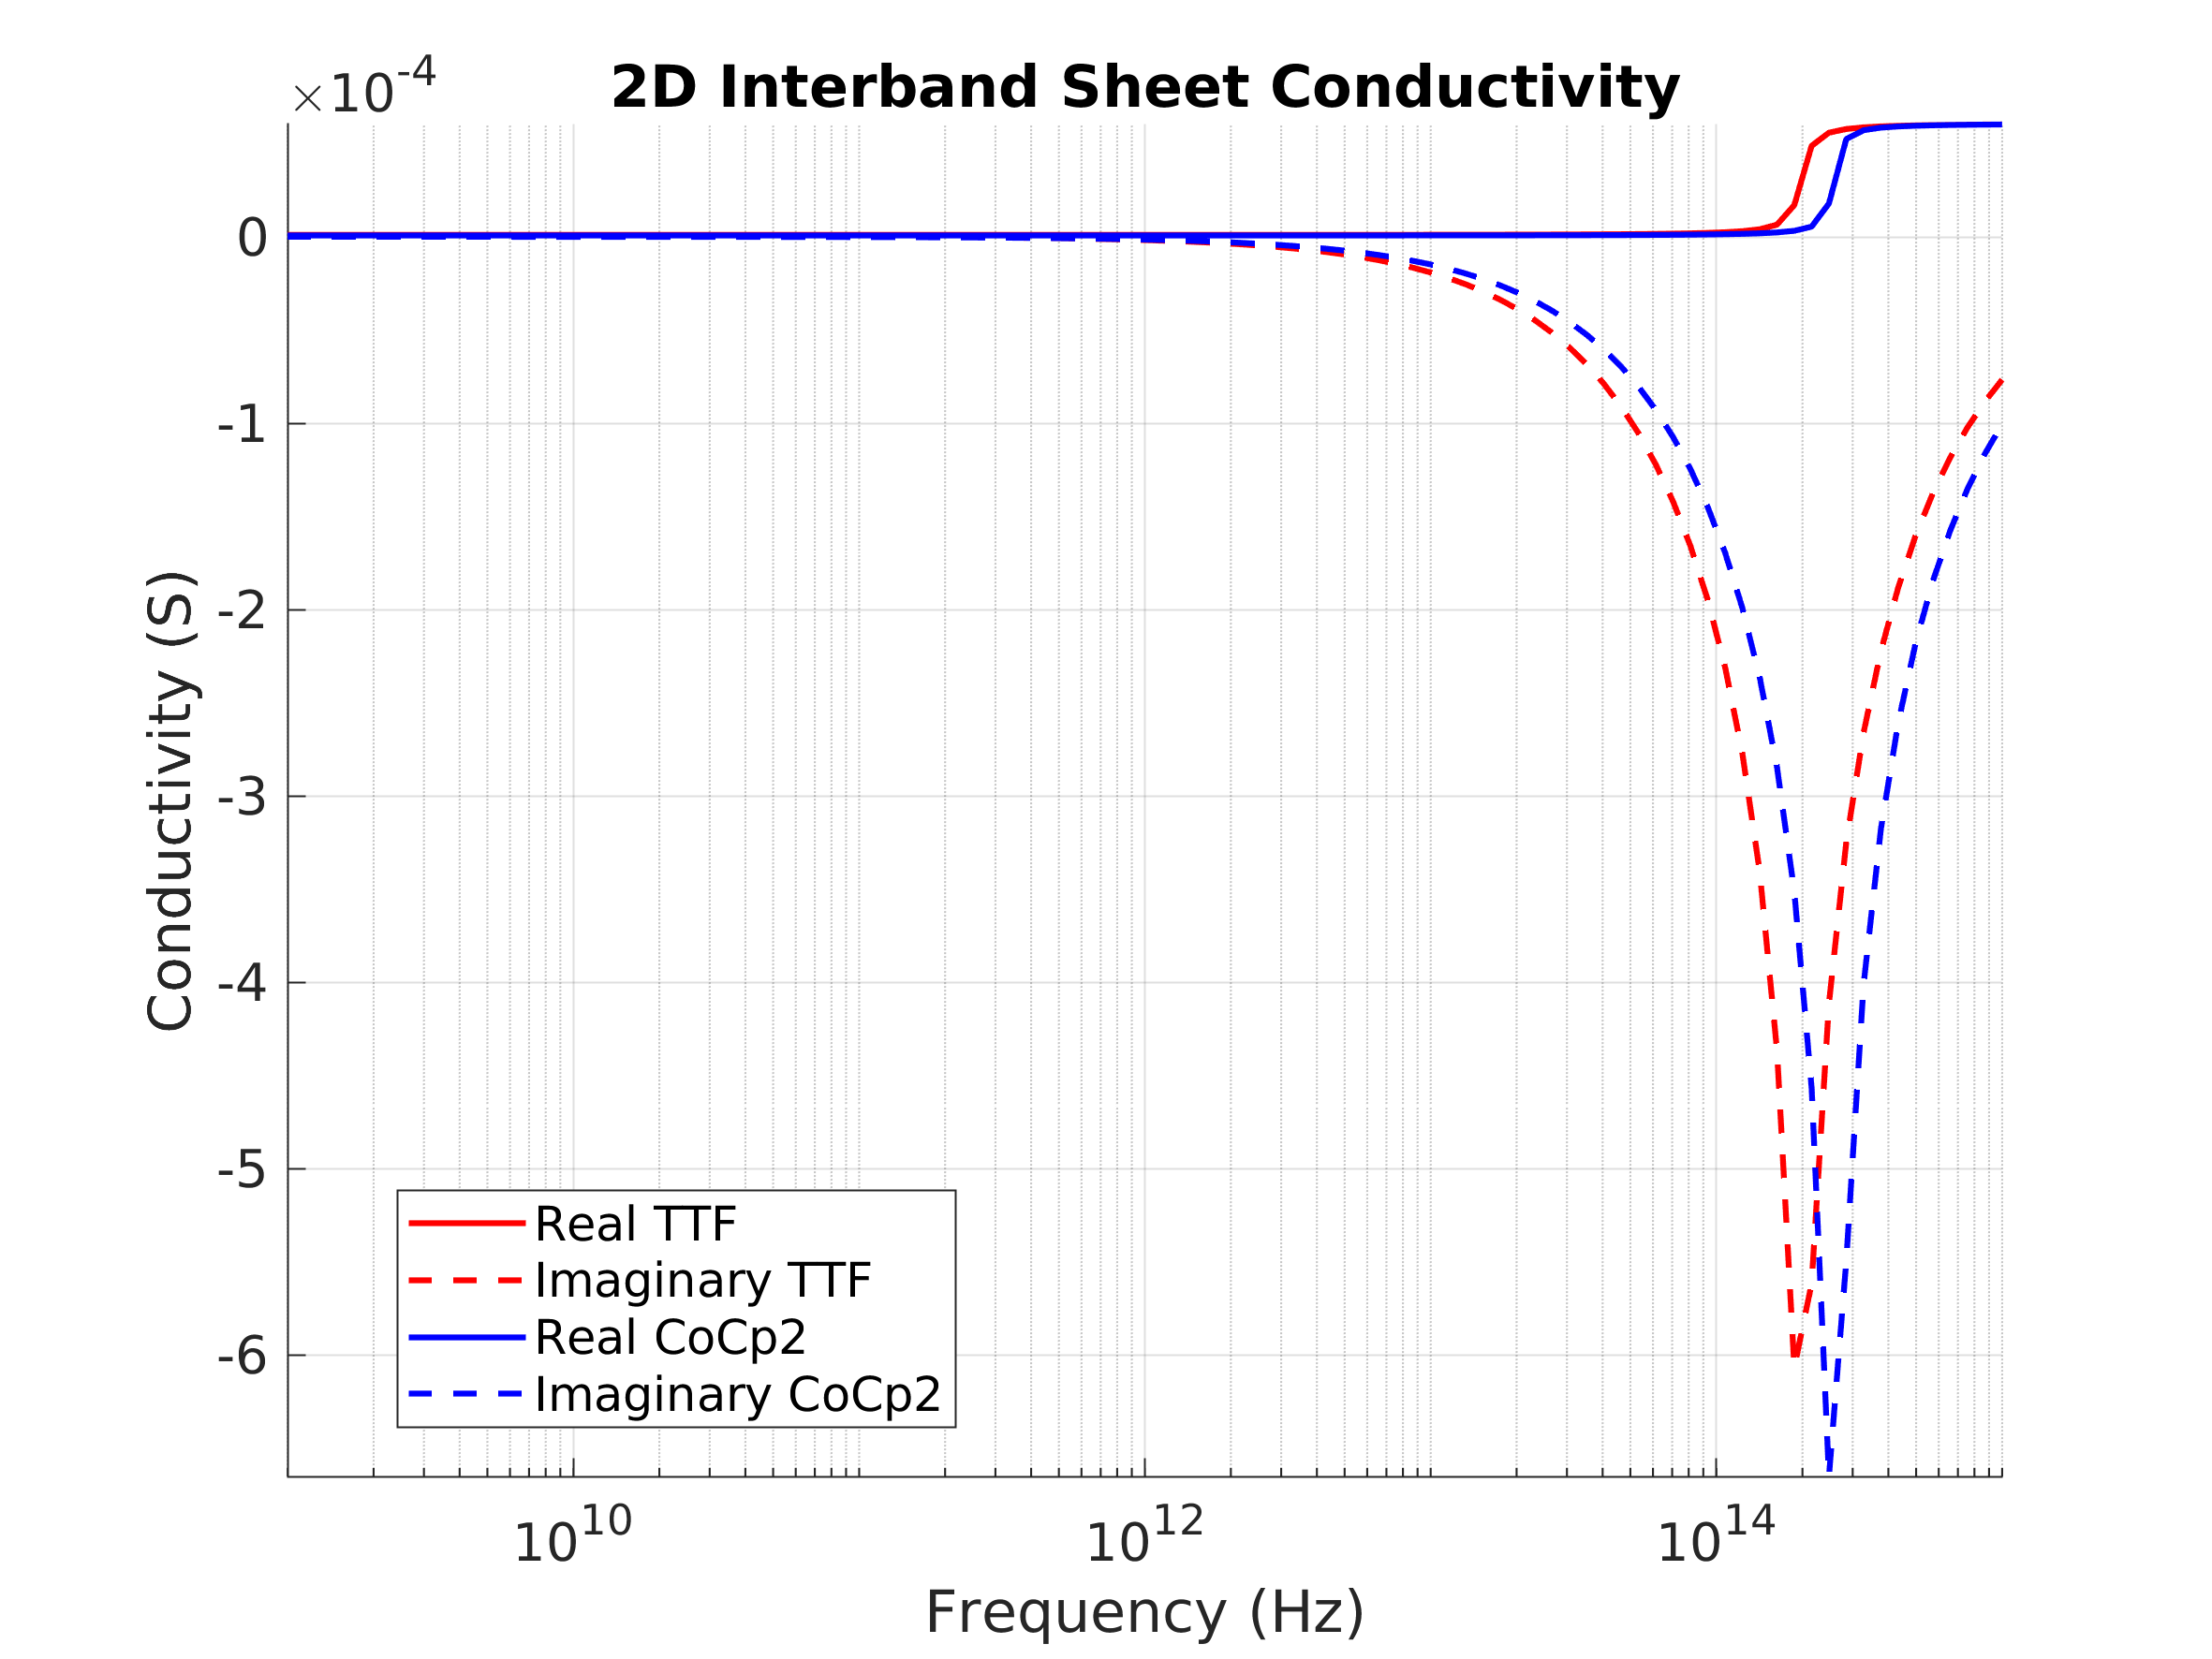 2D Interband Sheet Conductivity
×10^-4
0
-1
-2
-3
-4
-5
-6
Conductivity (S)
Real TTF
Imaginary TTF
Real CoCp2
Imaginary CoCp2
10^10
10^12
10^14
Frequency (Hz)